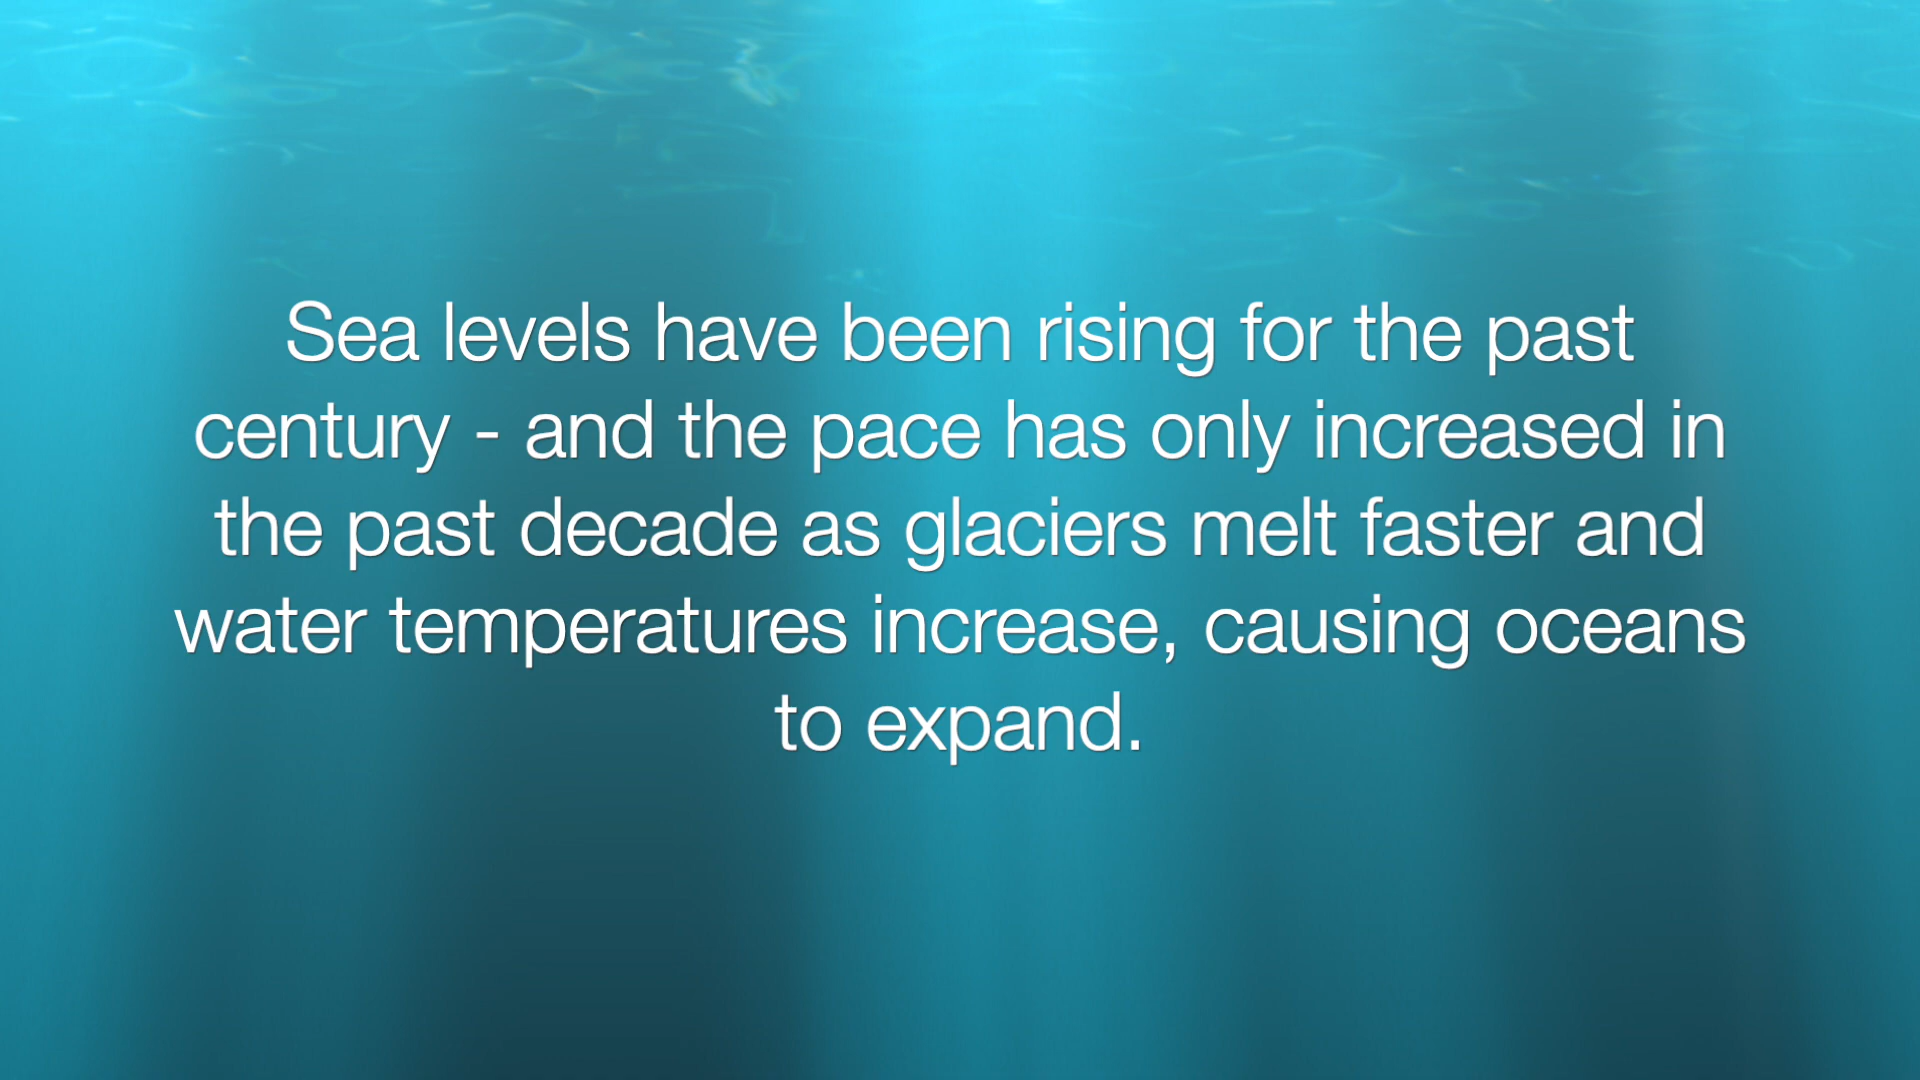 Sea levels have been rising for the past
century - and the pace has only increased in
the past decade as glaciers melt faster and
water temperatures increase, causing oceans
to expand.